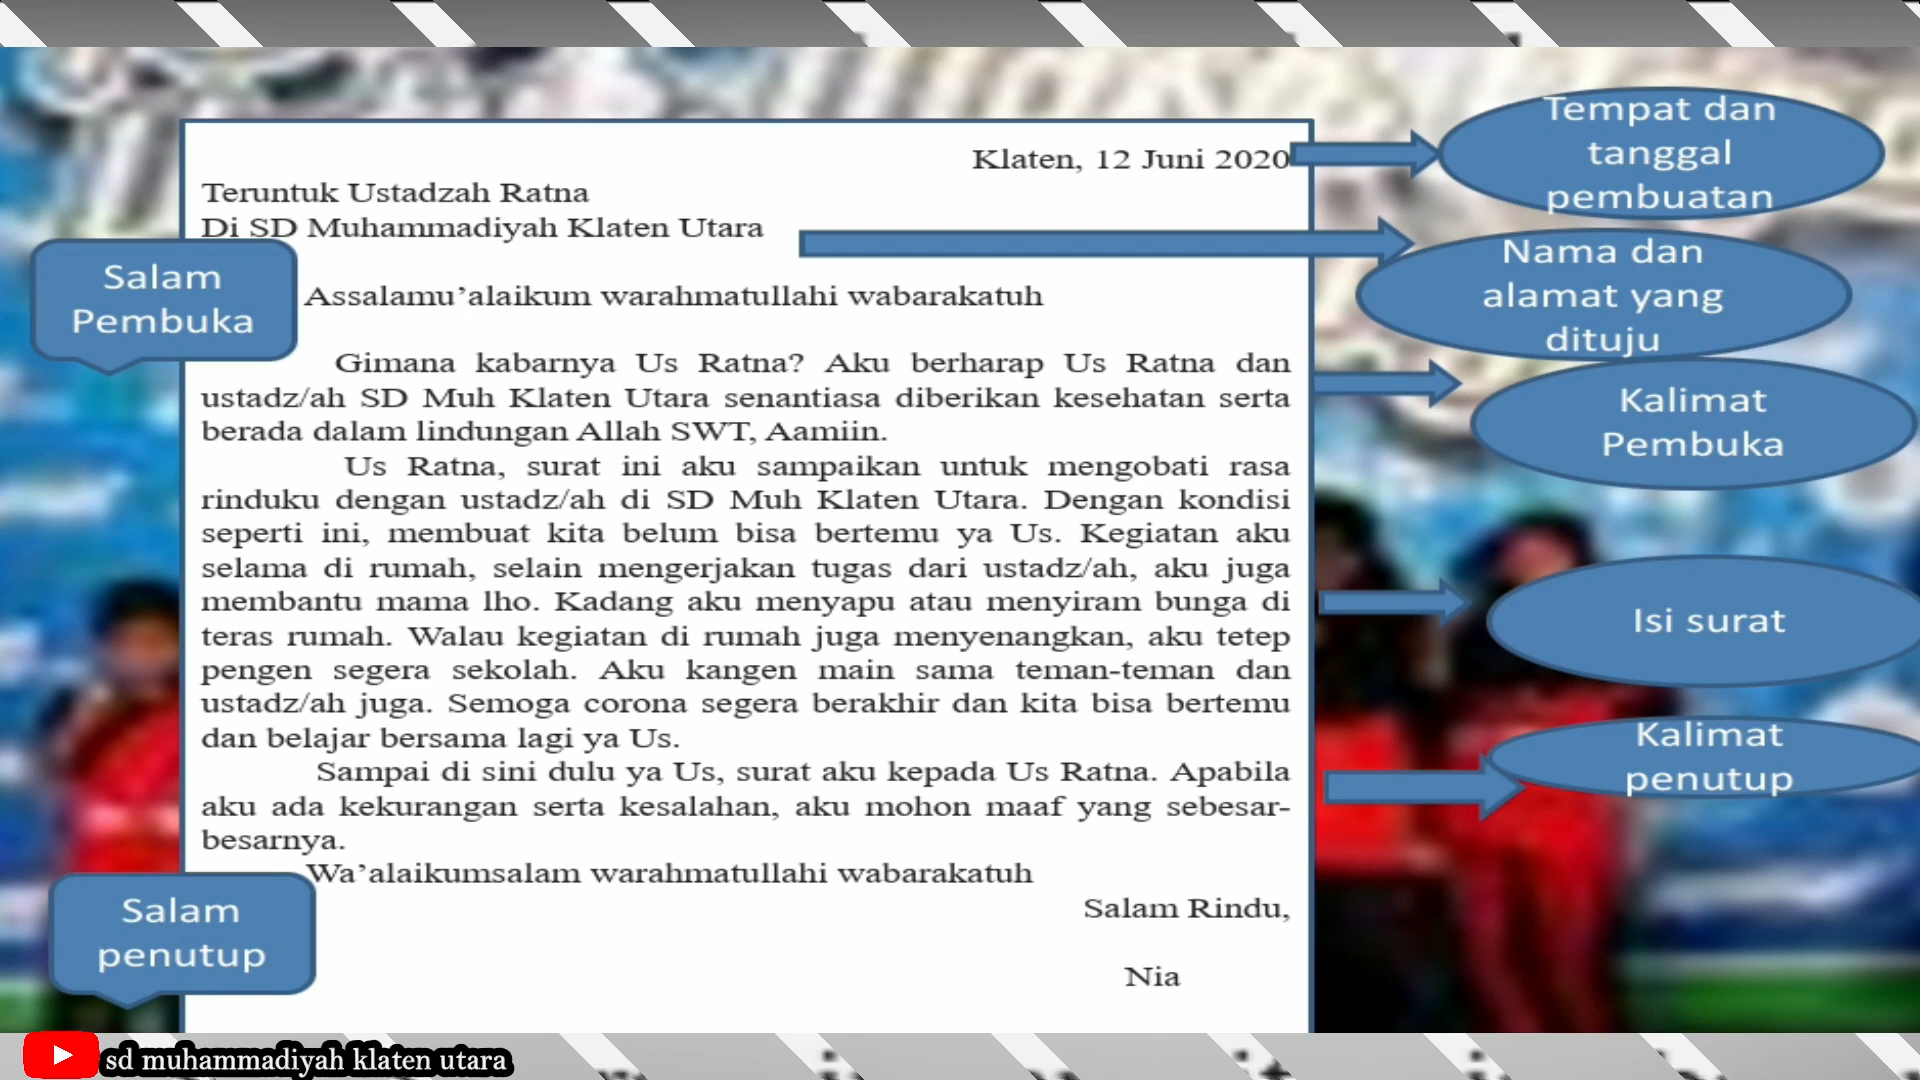 Klaten, 12 Juni 2020
Teruntuk Ustadzah Ratna
Di SD Muhammadiyah Klaten Utara
Assalamu’alaikum warahmatullahi wabarakatuh
Gimana kabarnya Us Ratna? Aku berharap Us Ratna dan
ustadz/ah SD Muh Klaten Utara senantiasa diberikan kesehatan serta
berada dalam lindungan Allah SWT, Aamiin.
Us Ratna, surat ini aku sampaikan untuk mengobati rasa
rinduku dengan ustadz/ah di SD Muh Klaten Utara. Dengan kondisi
seperti ini, membuat kita belum bisa bertemu ya Us. Kegiatan aku
selama di rumah, selain mengerjakan tugas dari ustadz/ah, aku juga
membantu mama lho. Kadang aku menyapu atau menyiram bunga di
teras rumah. Walau kegiatan di rumah juga menyenangkan, aku tetep
pengen segera sekolah. Aku kangen main sama teman-teman dan
ustadz/ah juga. Semoga corona segera berakhir dan kita bisa bertemu
dan belajar bersama lagi ya Us.
Sampai di sini dulu ya Us, surat aku kepada Us Ratna. Apabila
aku ada kekurangan serta kesalahan, aku mohon maaf yang sebesar-
besarnya.
Wa’alaikumsalam warahmatullahi wabarakatuh
Salam Rindu,
Nia
Salam
Pembuka
Salam
penutup
Tempat dan
tanggal
pembuatan
Nama dan
alamat yang
dituju
Kalimat
Pembuka
Isi surat
Kalimat
penutup
sd muhammadiyah klaten utara